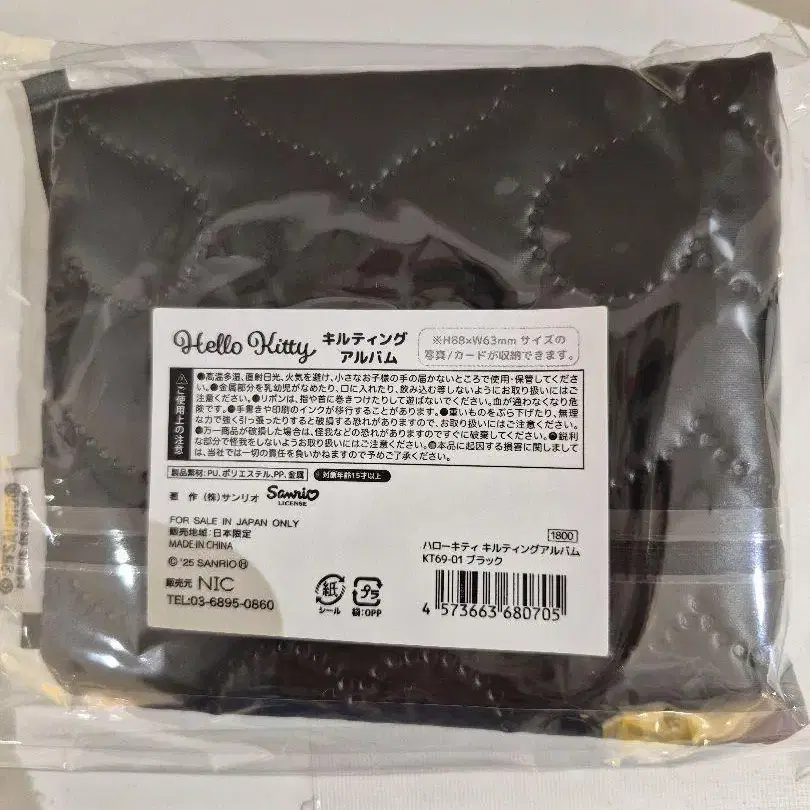 Hello Kitty キルティング
アルバム
※H88×W63mm サイズの
写真/カードが収納できます。
⚠ご使用上の注意
●高温多湿、直射日光、火気を避け、小さなお子様の手の届かないところで使用・保管してくださ
い。●金属部分を乳幼児がなめたり、口に入れたり、飲み込む等しないようにお取り扱いにはご
注意ください。●リボンは、指や首に巻きつけたりして遊ばないでください。血が通わなくなり危
険です。●手書きや印刷のインクが移行することがあります。●重いものをぶら下げたり、無理
な力で強く引っ張ったりすると破損する恐れがありますので、お取り扱いにはご注意ください。
●万一商品が破損した場合は、怪我などの恐れがありますのですぐに破棄してください。●鋭利
な部分で怪我をしないようお取り扱いにはご注意ください。●本品に起因する損害に関しまして
は、当社では一切の責任を負いかねますので予めご了承ください。
製品素材:PU、ポリエステル、PP、金属
対象年齢15才以上
著 作 (株)サンリオ Sanrio
LICENSE
FOR SALE IN JAPAN ONLY
販売地域:日本限定
MADE IN CHINA
©'25 SANRIO®
販売元 NIC
TEL:03-6895-0860
紙
シール
プラ
袋:OPP
1800
ハローキティ キルティングアルバム
KT69-01 ブラック
4 573663 680705